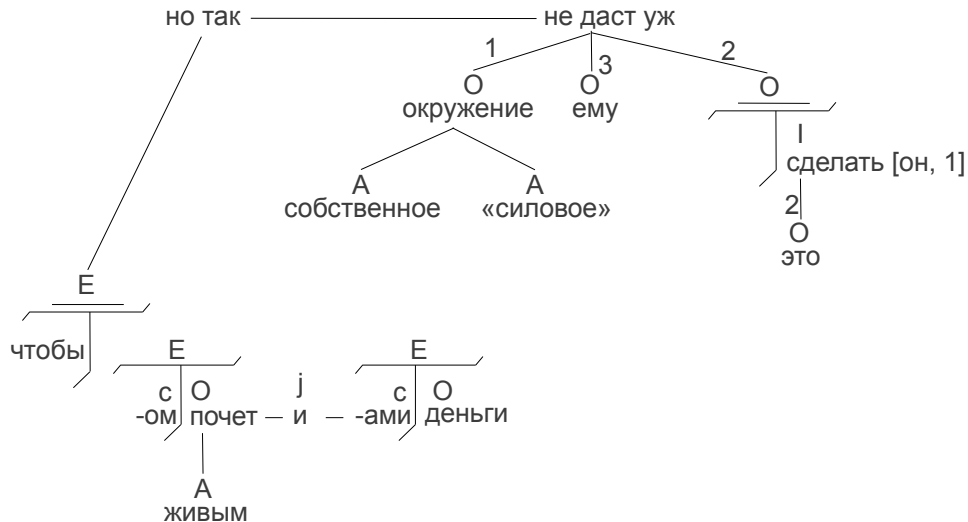 но так не даст уж
1 3 2
О О О
окружение ему
I
сделать [он, 1]
А А
собственное «силовое»
2
О
это
Е
чтобы
Е Е
с О j с О
-ом почет – и – -ами деньги
А
живым